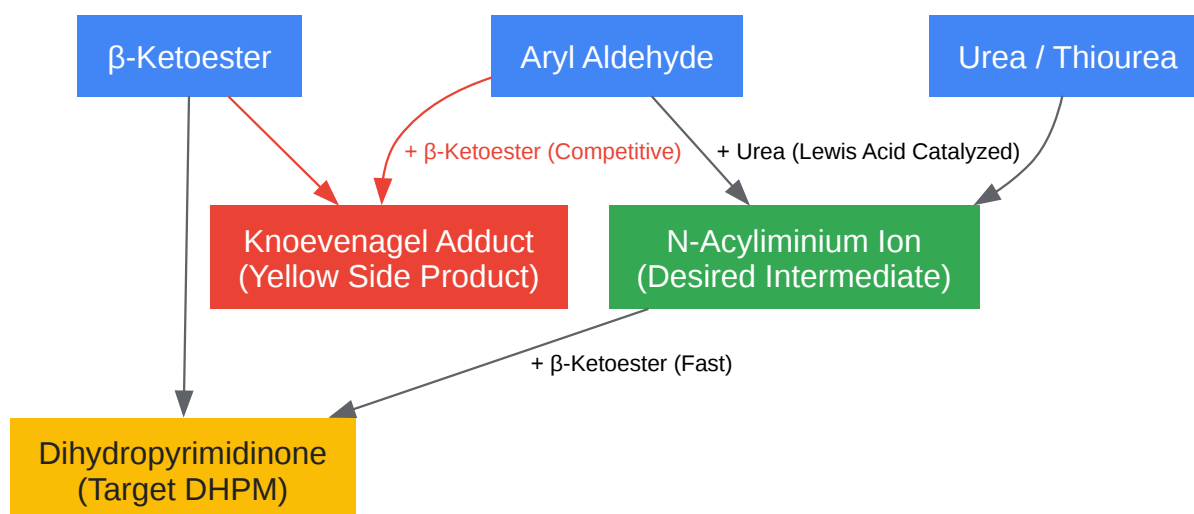 β-Ketoester
Aryl Aldehyde
Urea / Thiourea
+ β-Ketoester (Competitive)
+ Urea (Lewis Acid Catalyzed)
Knoevenagel Adduct
(Yellow Side Product)
N-Acyliminium Ion
(Desired Intermediate)
+ β-Ketoester (Fast)
Dihydropyrimidinone
(Target DHPM)